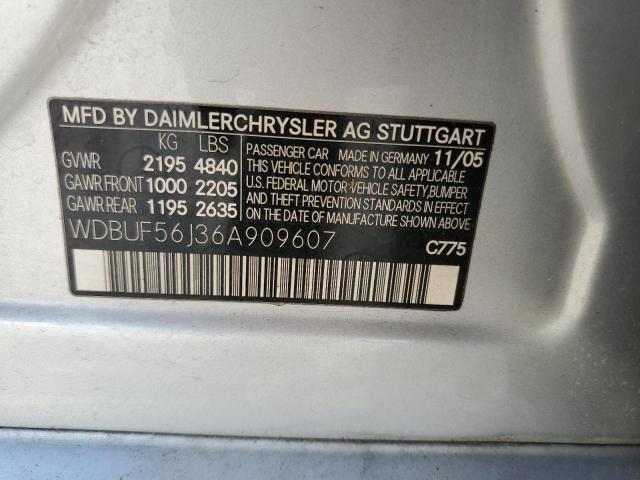 MFD BY DAIMLERCHRYSLER AG STUTTGART
KG LBS
GVWR 2195 4840
GAWR FRONT 1000 2205
GAWR REAR 1195 2635
PASSENGER CAR MADE IN GERMANY 11/05
THIS VEHICLE CONFORMS TO ALL APPLICABLE
U.S. FEDERAL MOTOR VEHICLE SAFETY, BUMPER
AND THEFT PREVENTION STANDARDS IN EFFECT
ON THE DATE OF MANUFACTURE SHOWN ABOVE.
WDBUF56J36A909607
C775